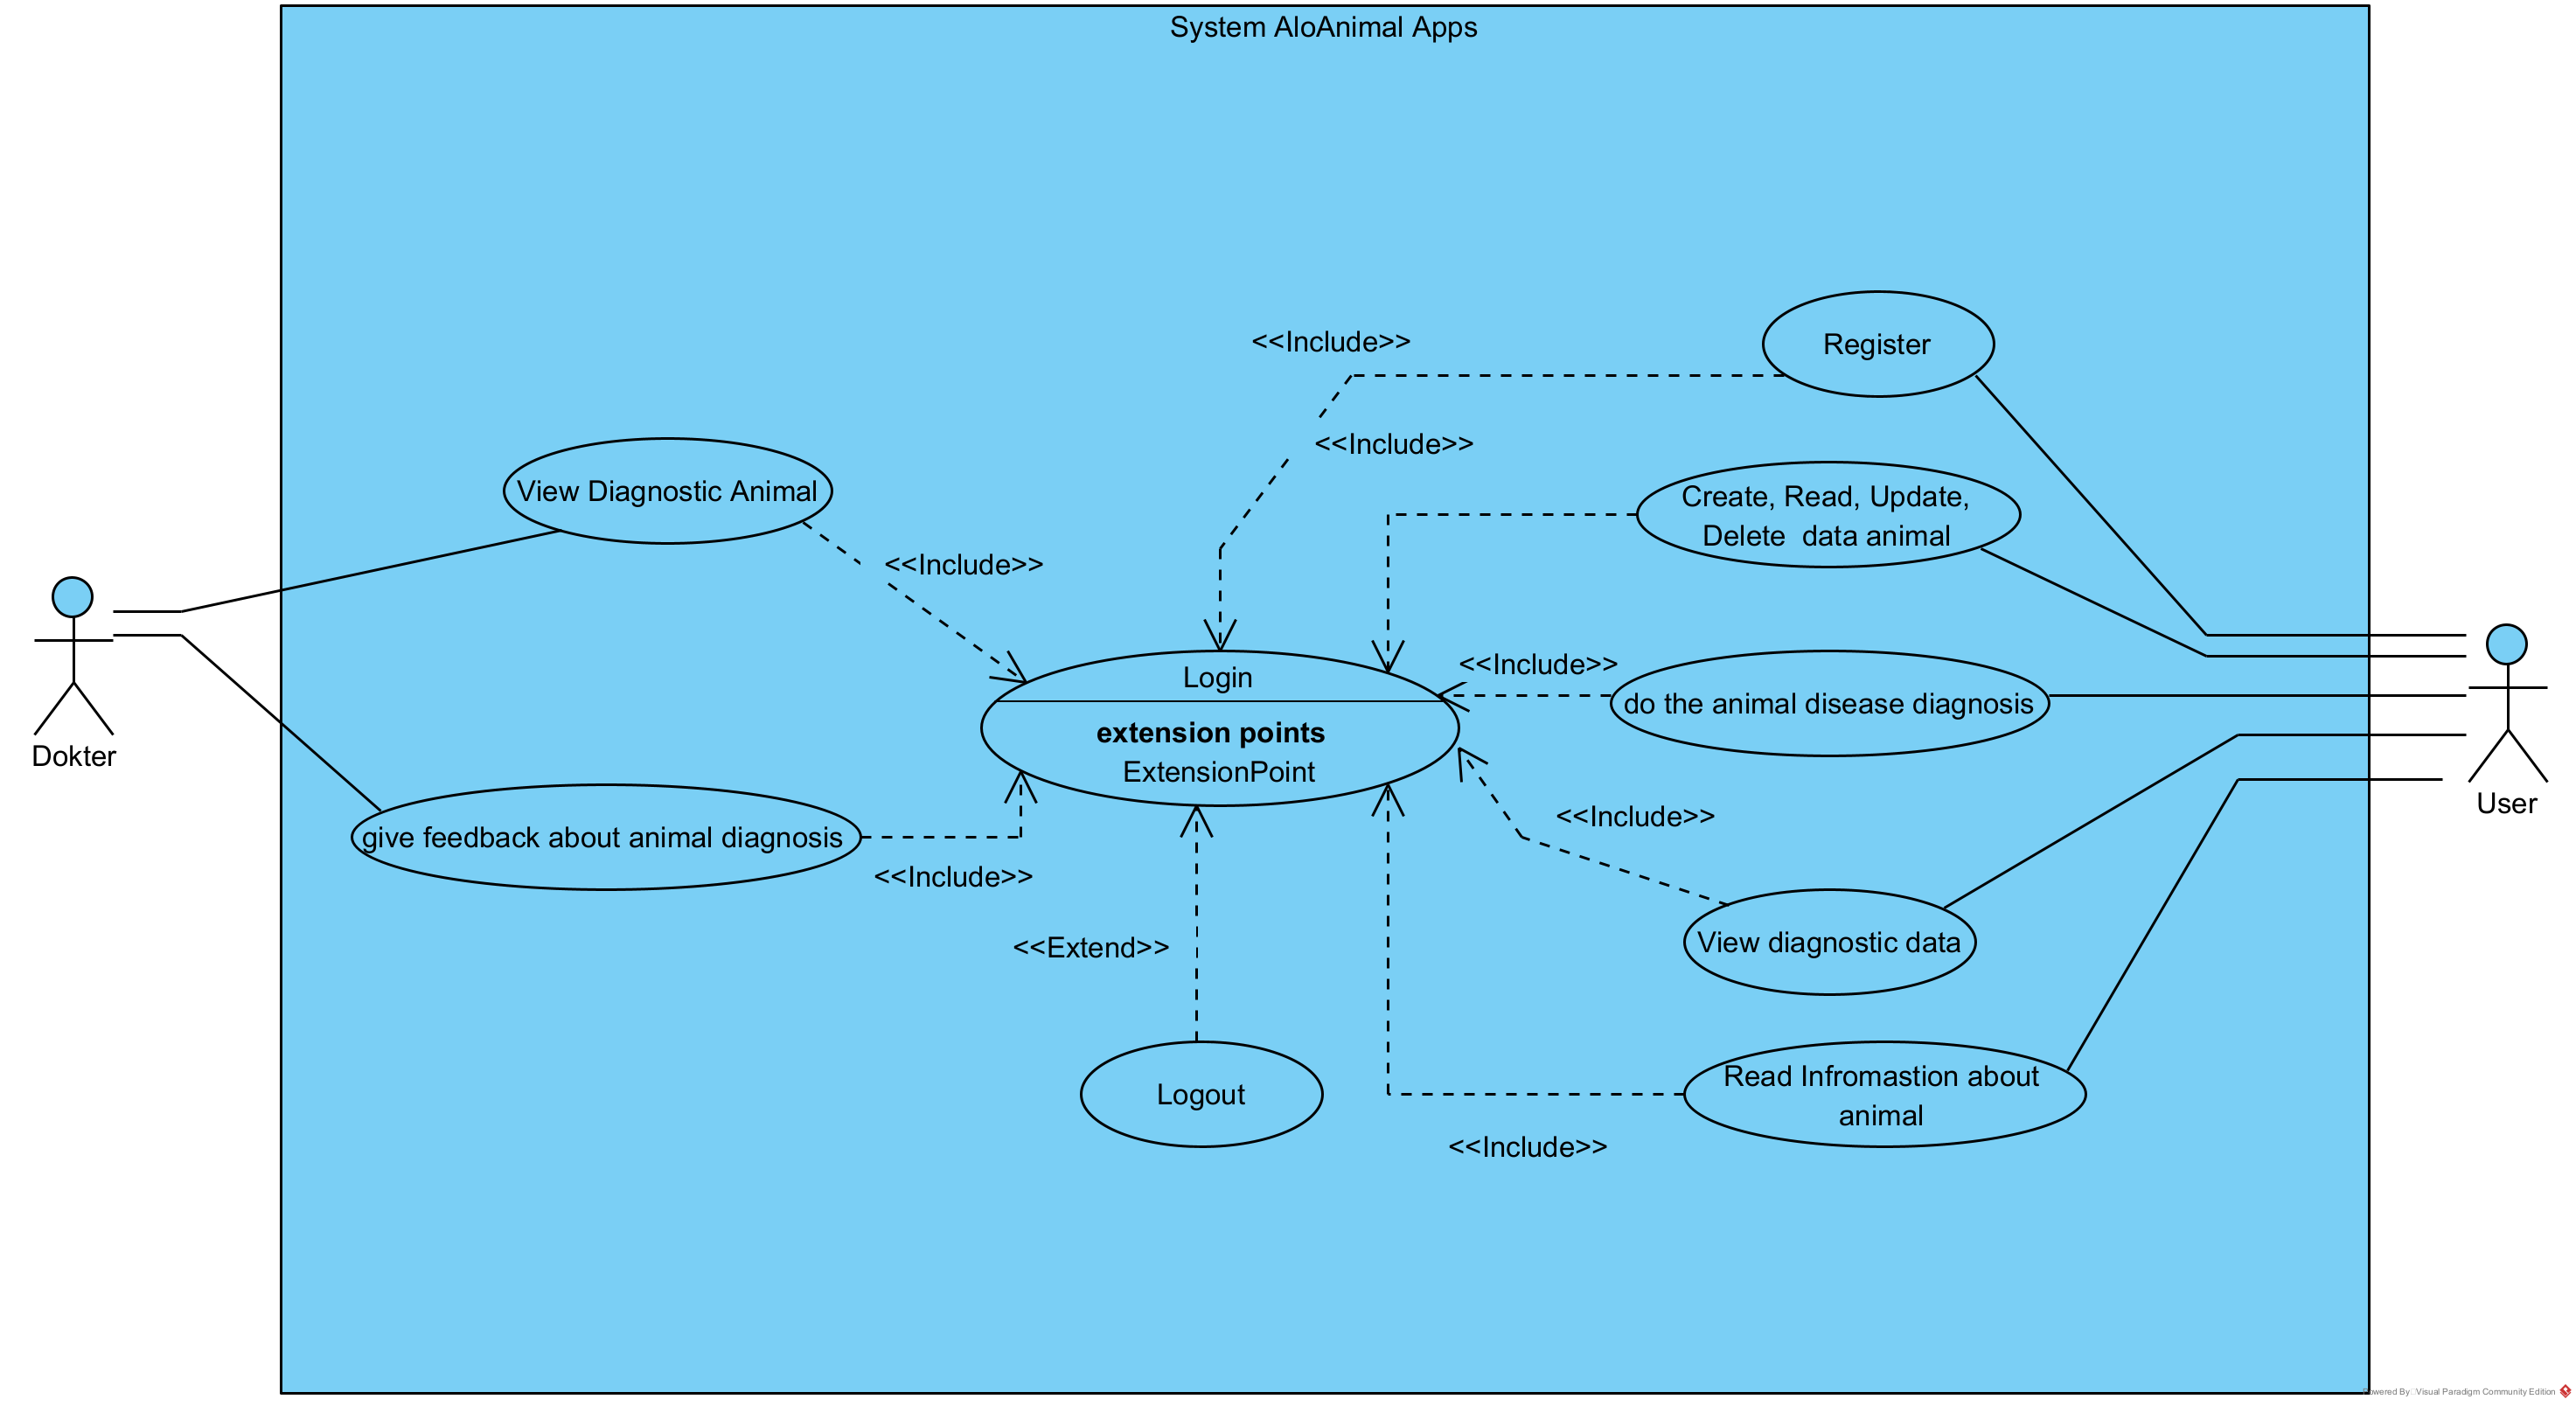 System AloAnimal Apps
<<Include>>
Register
<<Include>>
View Diagnostic Animal
Create, Read, Update,
Delete  data animal
<<Include>>
<<Include>>
Login
do the animal disease diagnosis
extension points
ExtensionPoint
Dokter
User
<<Include>>
give feedback about animal diagnosis
<<Include>>
<<Extend>>
View diagnostic data
Logout
Read Infromastion about
animal
<<Include>>
Powered By Visual Paradigm Community Edition